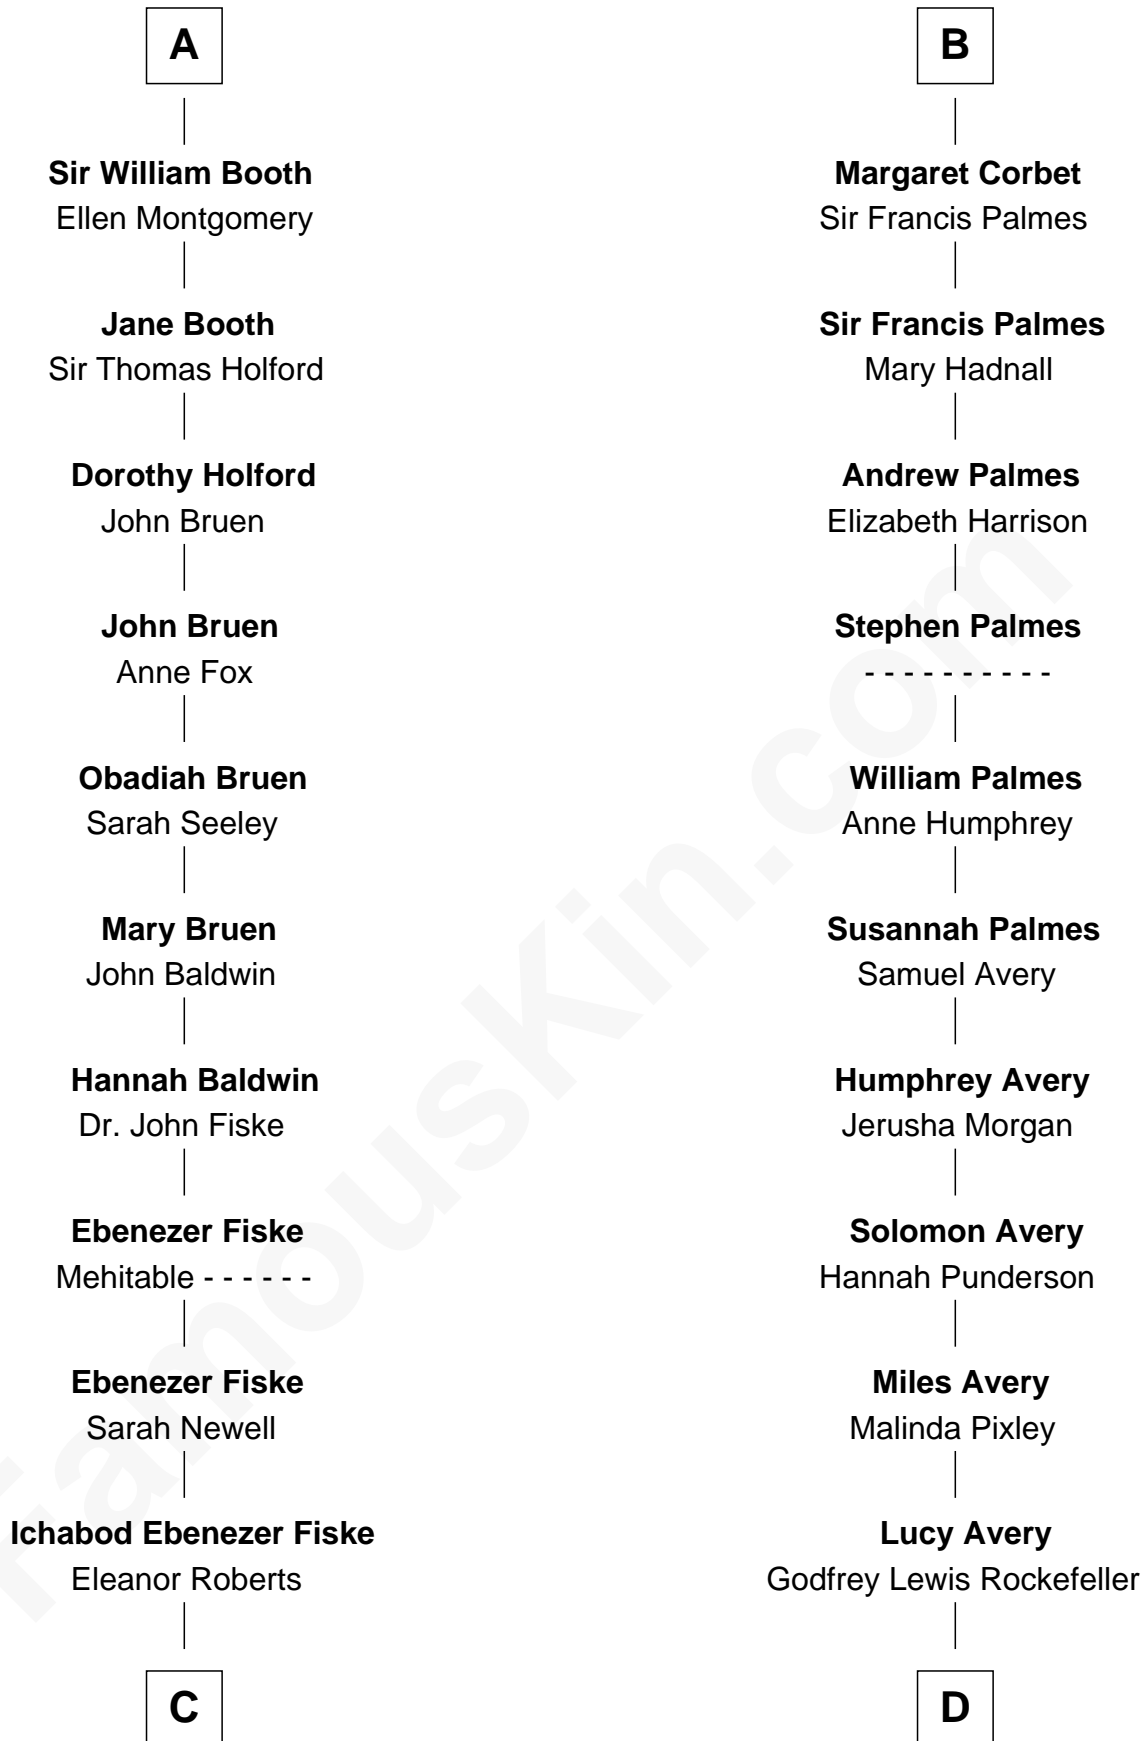 A
Sir William Booth
Ellen Montgomery
Jane Booth
Sir Thomas Holford
Dorothy Holford
John Bruen
John Bruen
Anne Fox
Obadiah Bruen
Sarah Seeley
Mary Bruen
John Baldwin
Hannah Baldwin
Dr. John Fiske
Ebenezer Fiske
Mehitable - - - - - -
Ebenezer Fiske
Sarah Newell
Ichabod Ebenezer Fiske
Eleanor Roberts
C
B
Margaret Corbet
Sir Francis Palmes
Sir Francis Palmes
Mary Hadnall
Andrew Palmes
Elizabeth Harrison
Stephen Palmes
- - - - - - - - - -
William Palmes
Anne Humphrey
Susannah Palmes
Samuel Avery
Humphrey Avery
Jerusha Morgan
Solomon Avery
Hannah Punderson
Miles Avery
Malinda Pixley
Lucy Avery
Godfrey Lewis Rockefeller
D
FamousKin.com